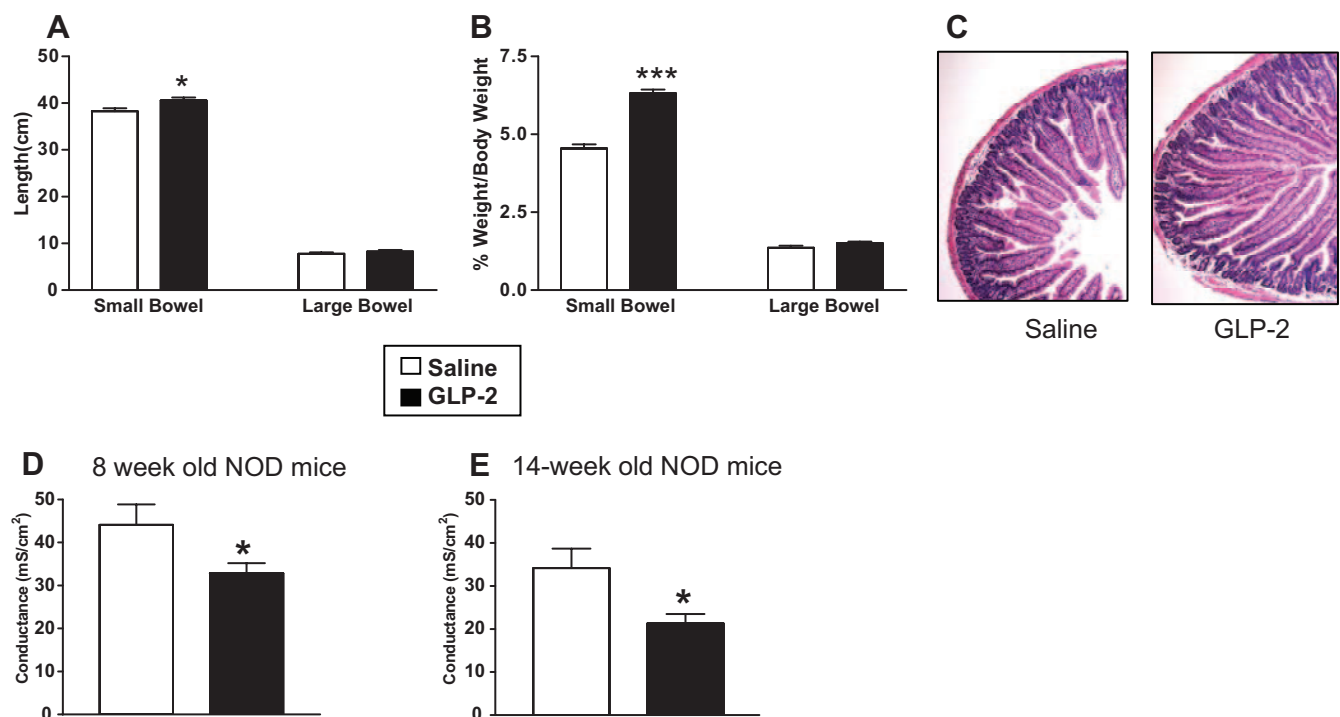 A
Length(cm)
50
40
30
20
10
0
*
Small Bowel
Large Bowel
B
% Weight/Body Weight
7.5
5.0
2.5
0.0
***
Small Bowel
Large Bowel
C
Saline
GLP-2
Saline
GLP-2
D 8 week old NOD mice
Conductance (mS/cm²)
50
40
30
20
10
0
*
E 14-week old NOD mice
Conductance (mS/cm²)
50
40
30
20
10
0
*